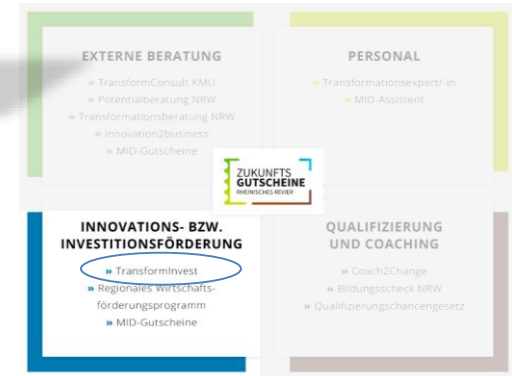 EXTERNE BERATUNG
» TransformConsult KMU
» Potentialberatung NRW
» Transformationsberatung NRW
» innovation2business
» MID-Gutscheine
PERSONAL
» Transformationsexpert/-in
» MID-Assistent
ZUKUNFTS
GUTSCHEINE
RHEINISCHES REVIER
INNOVATIONS- BZW.
INVESTITIONSFÖRDERUNG
» TransformInvest
» Regionales Wirtschafts-
förderungsprogramm
» MID-Gutscheine
QUALIFIZIERUNG
UND COACHING
» Coach2Change
» Bildungsscheck NRW
» Qualifizierungschancengesetz